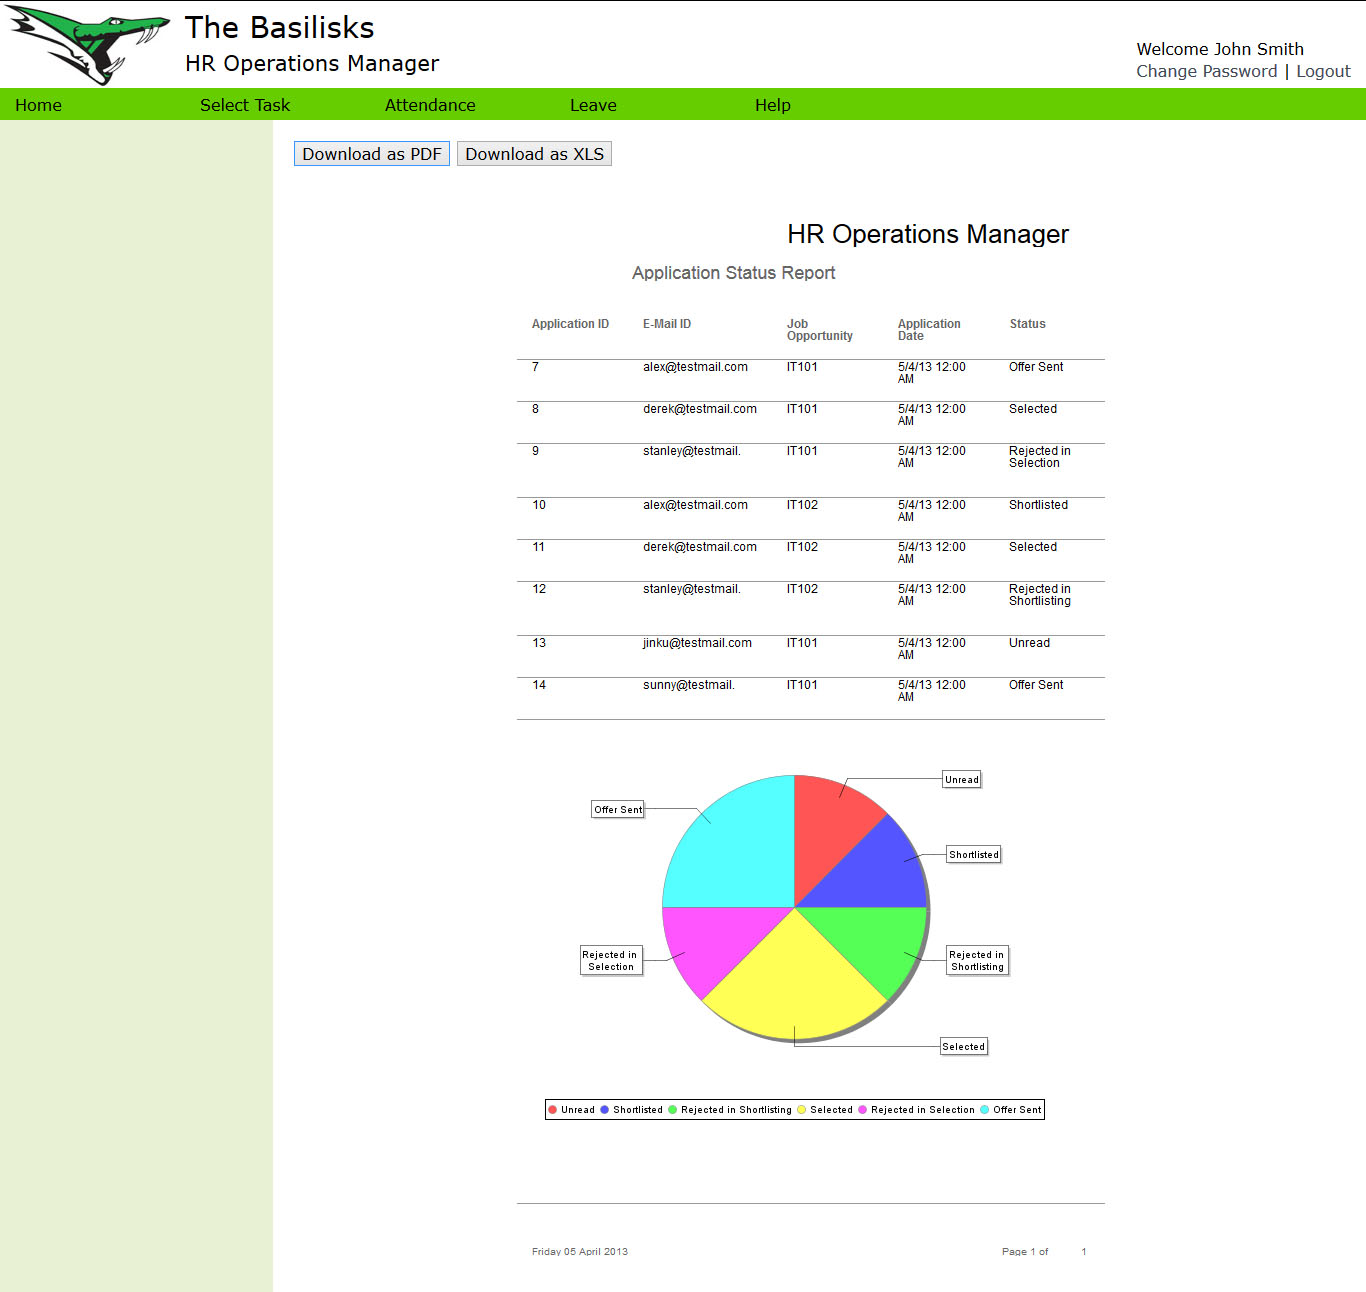 The Basilisks
HR Operations Manager
Welcome John Smith
Change Password | Logout
Home Select Task Attendance Leave Help
Download as PDF Download as XLS
HR Operations Manager
Application Status Report
Application ID E-Mail ID Job Application Status
Opportunity Date
7 alex@testmail.com IT101 5/4/13 12:00 Offer Sent
AM
8 derek@testmail.com IT101 5/4/13 12:00 Selected
AM
9 stanley@testmail. IT101 5/4/13 12:00 Rejected in
AM Selection
10 alex@testmail.com IT102 5/4/13 12:00 Shortlisted
AM
11 derek@testmail.com IT102 5/4/13 12:00 Selected
AM
12 stanley@testmail. IT102 5/4/13 12:00 Rejected in
AM Shortlisting
13 jinku@testmail.com IT101 5/4/13 12:00 Unread
AM
14 sunny@testmail. IT101 5/4/13 12:00 Offer Sent
AM
Unread
Offer Sent
Shortlisted
Rejected in
Selection
Rejected in
Shortlisting
Selected
Unread Shortlisted Rejected in Shortlisting Selected Rejected in Selection Offer Sent
Friday 05 April 2013 Page 1 of 1